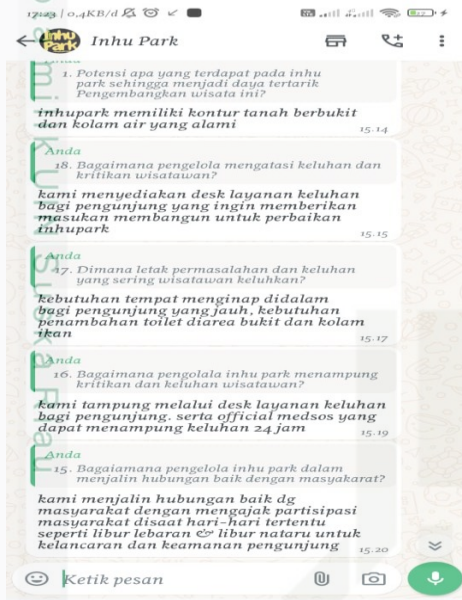 17:23 | 0,4KB/d
Inhu Park
1. Potensi apa yang terdapat pada inhu
park sehingga menjadi daya tertarik
Pengembangkan wisata ini?
inhupark memiliki kontur tanah berbukit
dan kolam air yang alami
15.14
Anda
18. Bagaimana pengelola mengatasi keluhan dan
kritikan wisatawan?
kami menyediakan desk layanan keluhan
bagi pengunjung yang ingin memberikan
masukan membangun untuk perbaikan
inhupark
15.15
Anda
17. Dimana letak permasalahan dan keluhan
yang sering wisatawan keluhkan?
kebutuhan tempat menginap didalam
bagi pengunjung yang jauh, kebutuhan
penambahan toilet diarea bukit dan kolam
ikan
15.17
Anda
16. Bagaimana pengolala inhu park menampung
kritikan dan keluhan wisatawan?
kami tampung melalui desk layanan keluhan
bagi pengunjung. serta official medsos yang
dapat menampung keluhan 24 jam
15.19
Anda
15. Bagaiamana pengelola inhu park dalam
menjalin hubungan baik dengan masyakarat?
kami menjalin hubungan baik dg
masyarakat dengan mengajak partisipasi
masyarakat disaat hari-hari tertentu
seperti libur lebaran & libur nataru untuk
kelancaran dan keamanan pengunjung
15.20
Ketik pesan